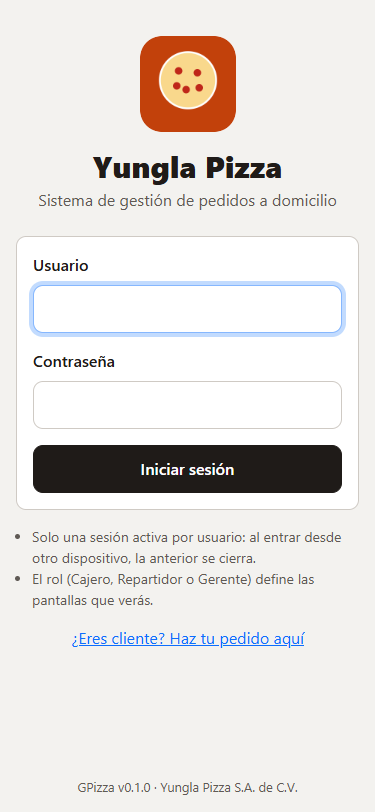 Yungla Pizza
Sistema de gestión de pedidos a domicilio
Usuario
Contraseña
Iniciar sesión
• Solo una sesión activa por usuario: al entrar desde
otro dispositivo, la anterior se cierra.
• El rol (Cajero, Repartidor o Gerente) define las
pantallas que verás.
¿Eres cliente? Haz tu pedido aquí
GPizza v0.1.0 · Yungla Pizza S.A. de C.V.